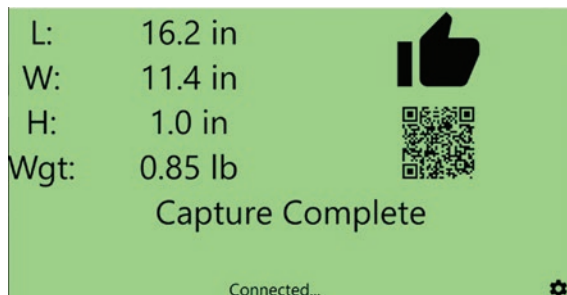 L: 16.2 in
W: 11.4 in
H: 1.0 in
Wgt: 0.85 lb
Capture Complete
Connected...